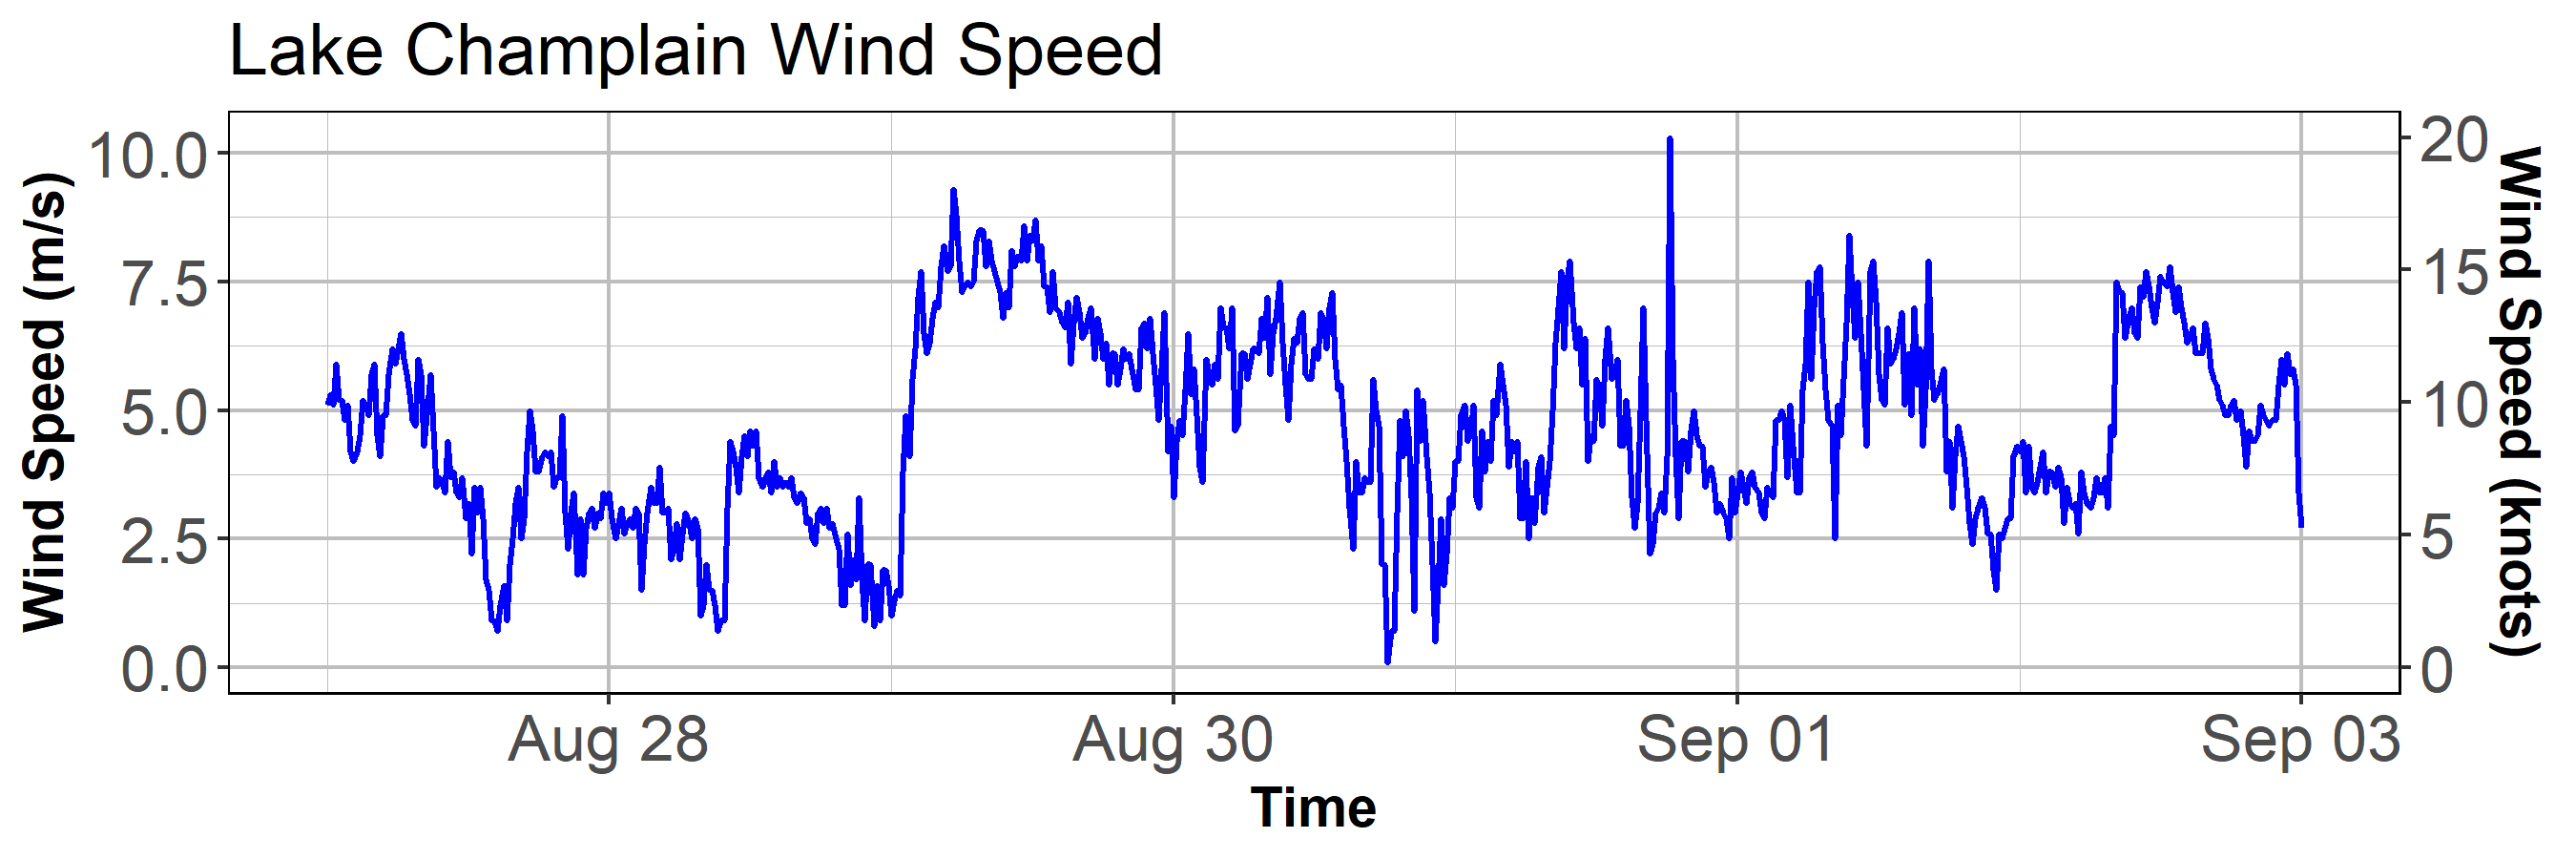 Lake Champlain Wind Speed
Wind Speed (m/s)
10.0
7.5
5.0
2.5
0.0
20
15
10
5
0
Wind Speed (knots)
Aug 28
Aug 30
Sep 01
Sep 03
Time